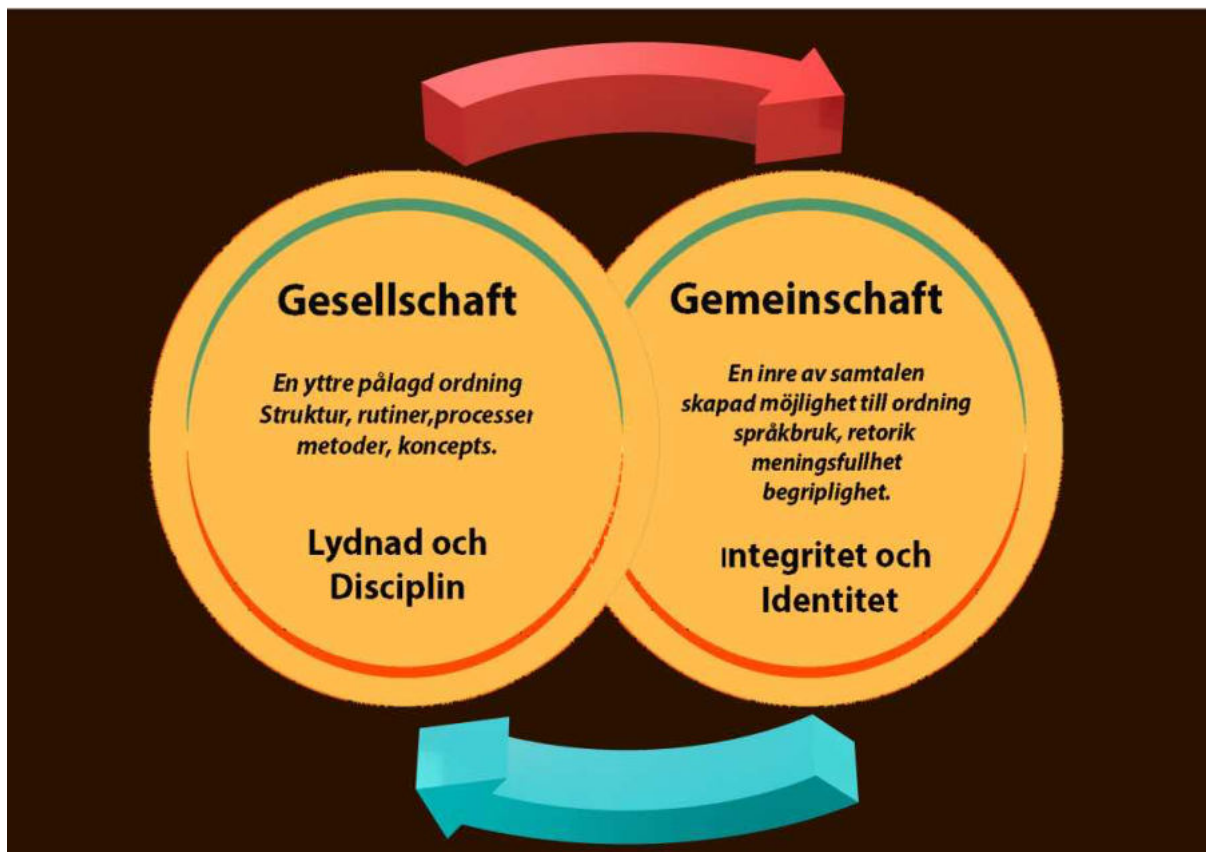 Gesellschaft
En yttre pålagd ordning
Struktur, rutiner,processer
metoder, koncepts.
Lydnad och
Disciplin
Gemeinschaft
En inre av samtalen
skapad möjlighet till ordning
språkbruk, retorik
meningsfullhet
begriplighet.
Integritet och
Identitet